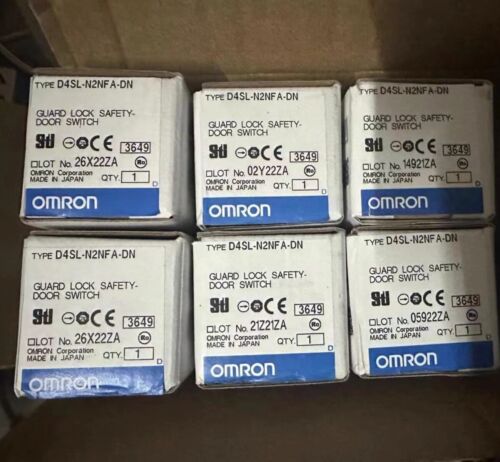 TYPE D4SL-N2NFA-DN
GUARD LOCK SAFETY-
DOOR SWITCH
CE 3649
LOT No. 26X22ZA
OMRON Corporation
MADE IN JAPAN QTY. 1
D
OMRON
TYPE D4SL-N2NFA-DN
GUARD LOCK SAFETY-
DOOR SWITCH
CE 3649
LOT No. 02Y22ZA
OMRON Corporation
MADE IN JAPAN QTY. 1
D
OMRON
TYPE D4SL-N2NFA-DN
GUARD LOCK SAFETY-
DOOR SWITCH
CE 3649
LOT No. 14921ZA
OMRON Corporation
MADE IN JAPAN QTY. 1
D
OMRON
TYPE D4SL-N2NFA-DN
GUARD LOCK SAFETY-
DOOR SWITCH
CE 3649
LOT No. 26X22ZA
OMRON Corporation
MADE IN JAPAN QTY. 1
D
OMRON
TYPE D4SL-N2NFA-DN
GUARD LOCK SAFETY-
DOOR SWITCH
CE 3649
LOT No. 21Z21ZA
OMRON Corporation
MADE IN JAPAN QTY. 1
D
OMRON
TYPE D4SL-N2NFA-DN
GUARD LOCK SAFETY-
DOOR SWITCH
CE 3649
LOT No. 05922ZA
OMRON Corporation
MADE IN JAPAN QTY. 1
D
OMRON